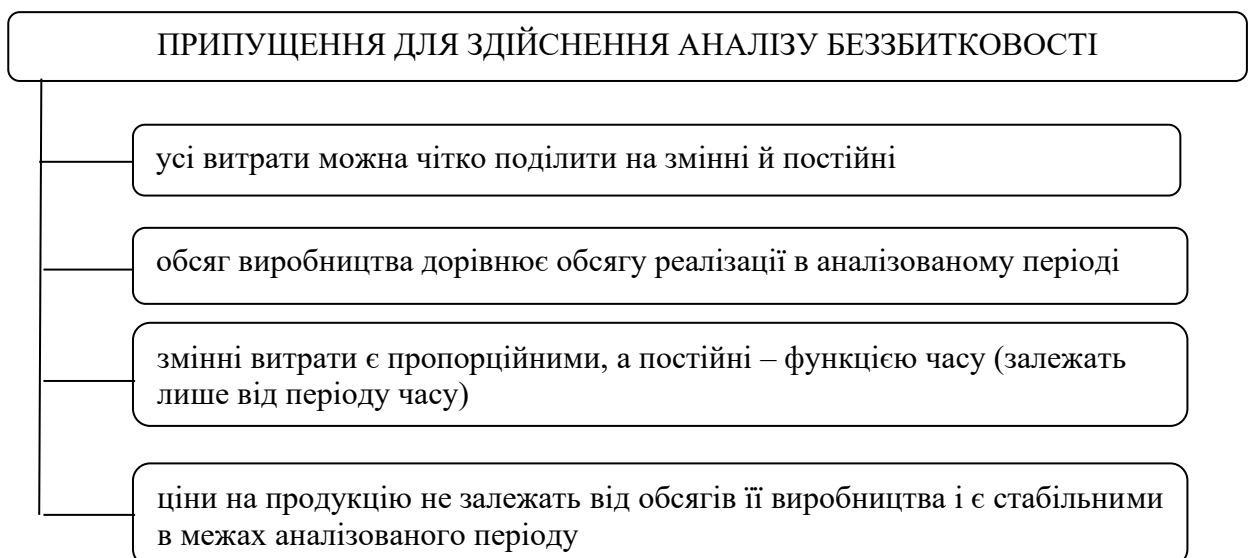 ПРИПУЩЕННЯ ДЛЯ ЗДІЙСНЕННЯ АНАЛІЗУ БЕЗЗБИТКОВОСТІ
усі витрати можна чітко поділити на змінні й постійні
обсяг виробництва дорівнює обсягу реалізації в аналізованому періоді
змінні витрати є пропорційними, а постійні – функцією часу (залежать
лише від періоду часу)
ціни на продукцію не залежать від обсягів її виробництва і є стабільними
в межах аналізованого періоду